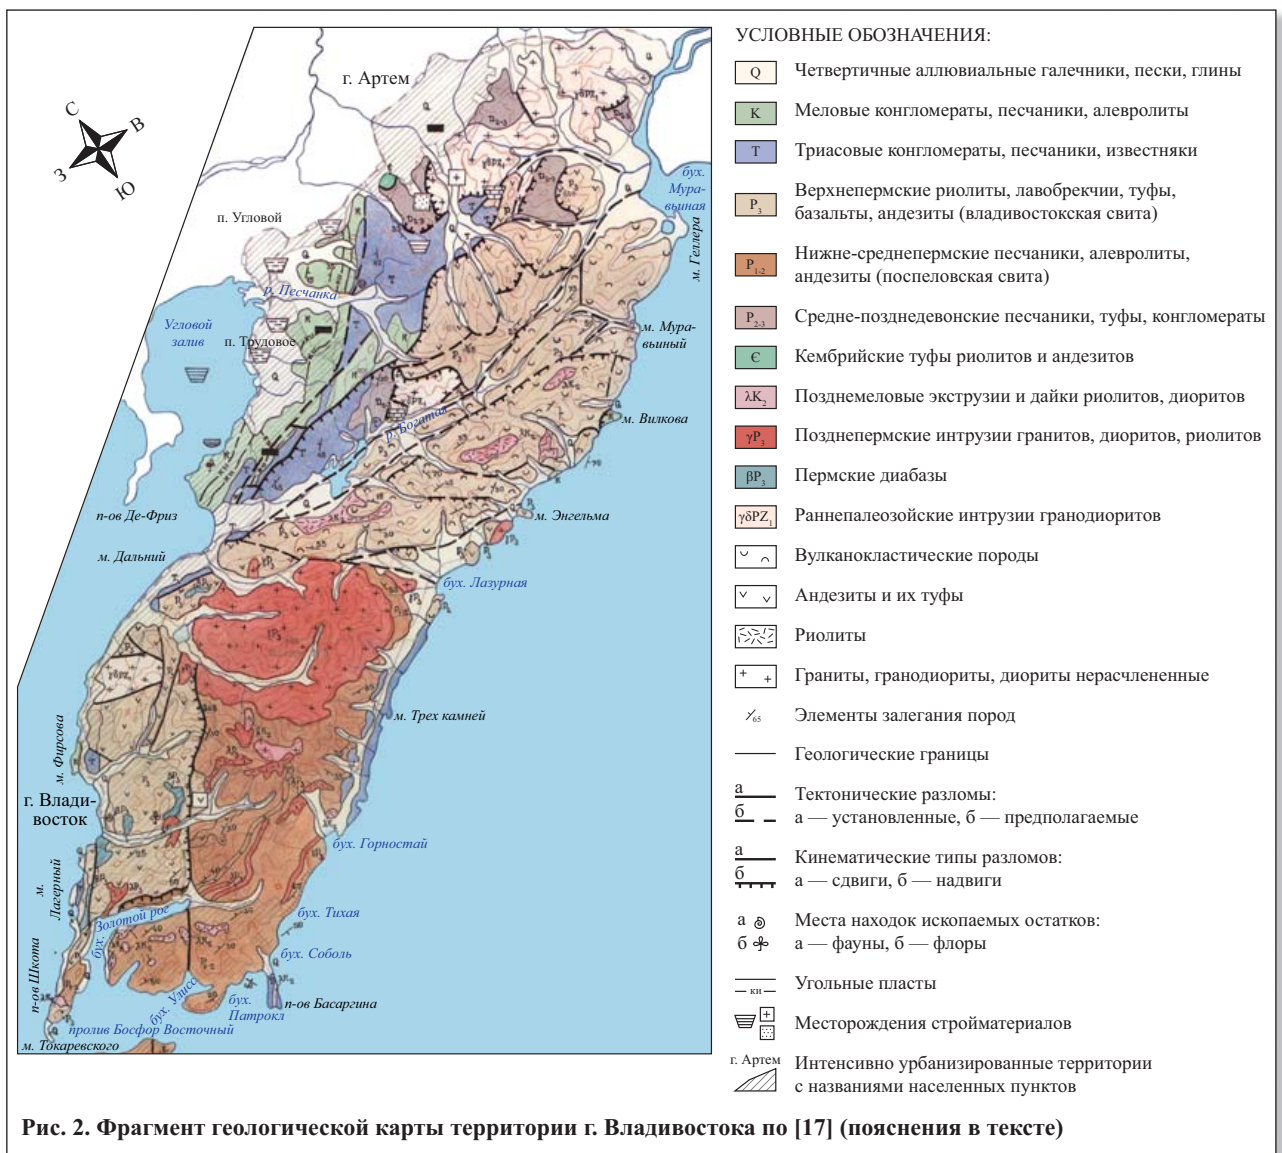 С
В
З
Ю
г. Артем
п. Угловой
р. Песчанка
Угловой
залив
п. Трудовое
бух.
Мура-
вьиная
м. Геллера
м. Мура-
вьиный
м. Вилкова
р. Богатая
п-ов Де-Фриз
м. Энгельма
м. Дальний
бух. Лазурная
м. Трех камней
м. Фирсова
г. Влади-
восток
бух. Горностай
м.
Лагерный
бух. Золотой рог
бух. Тихая
бух. Соболь
п-ов Шкота
бух. Улисс
бух.
Патрокл
п-ов Басаргина
пролив Босфор Восточный
м. Токаревского
УСЛОВНЫЕ ОБОЗНАЧЕНИЯ:
Q Четвертичные аллювиальные галечники, пески, глины
K Меловые конгломераты, песчаники, алевролиты
T Триасовые конгломераты, песчаники, известняки
P₃ Верхнепермские риолиты, лавобрекчии, туфы,
базальты, андезиты (владивостокская свита)
P₁₋₂ Нижне-среднепермские песчаники, алевролиты,
андезиты (поспеловская свита)
P₂₋₃ Средне-позднедевонские песчаники, туфы, конгломераты
Є Кембрийские туфы риолитов и андезитов
λK₂ Позднемеловые экструзии и дайки риолитов, диоритов
γP₃ Позднепермские интрузии гранитов, диоритов, риолитов
βP₃ Пермские диабазы
γδPZ₁ Раннепалеозойские интрузии гранодиоритов
Вулканокластические породы
Андезиты и их туфы
Риолиты
Граниты, гранодиориты, диориты нерасчлененные
65 Элементы залегания пород
Геологические границы
а Тектонические разломы:
б а — установленные, б — предполагаемые
а Кинематические типы разломов:
б а — сдвиги, б — надвиги
а Места находок ископаемых остатков:
б а — фауны, б — флоры
ки Угольные пласты
Месторождения стройматериалов
г. Артем Интенсивно урбанизированные территории
с названиями населенных пунктов
Рис. 2. Фрагмент геологической карты территории г. Владивостока по [17] (пояснения в тексте)